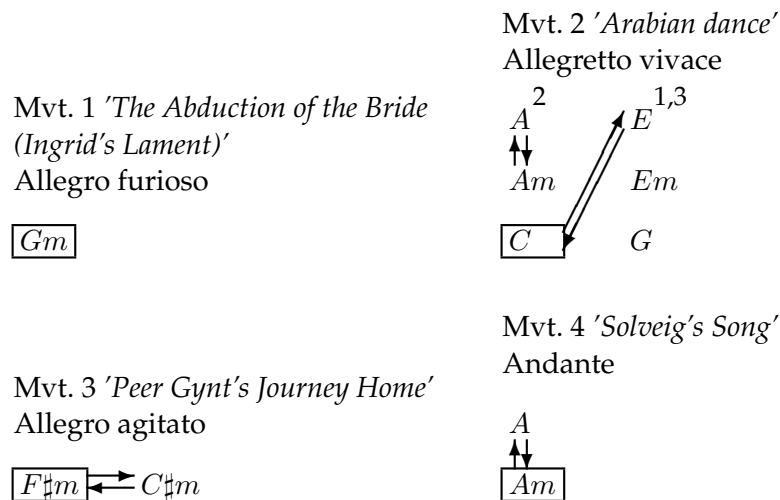 Mvt. 1 'The Abduction of the Bride
(Ingrid's Lament)'
Allegro furioso
Gm
Mvt. 2 'Arabian dance'
Allegretto vivace
A² E¹,³
Am Em
C G
Mvt. 3 'Peer Gynt's Journey Home'
Allegro agitato
F♯m C♯m
Mvt. 4 'Solveig's Song'
Andante
A
Am